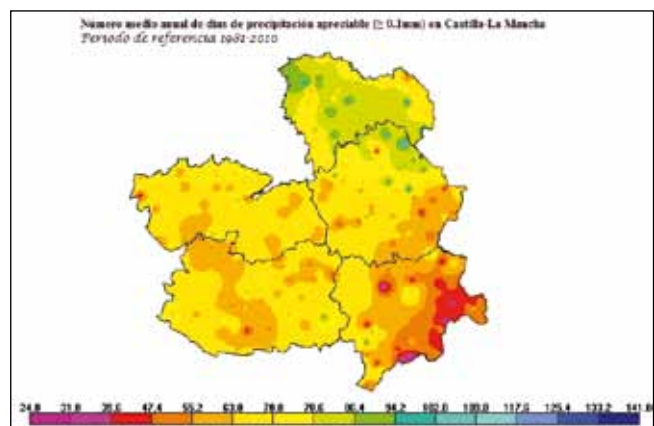 Número medio anual de días de precipitación apreciable (≥ 0.1mm) en Castilla-La Mancha
Periodo de referencia 1981-2010
24,0 31,8 39,6 47,4 55,2 63,0 70,8 78,6 86,4 94,2 102,0 109,8 117,6 125,4 133,2 141,0